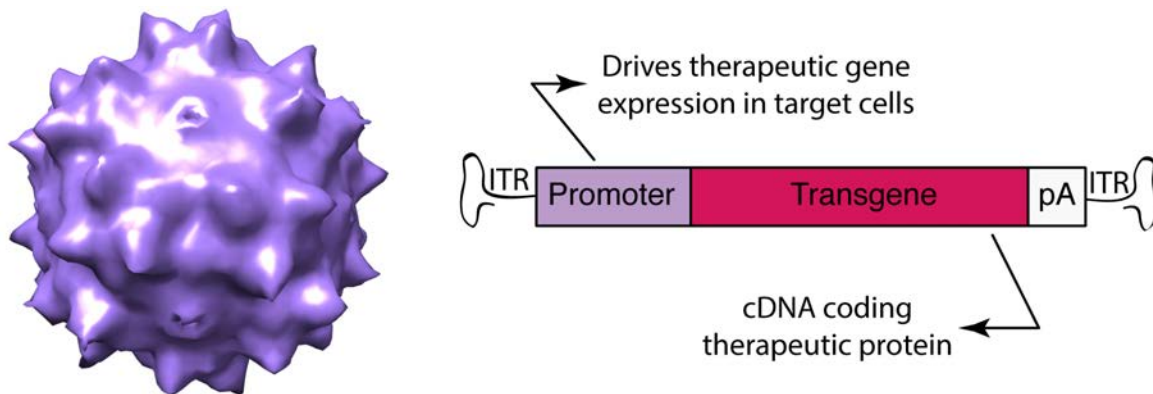 Drives therapeutic gene
expression in target cells
ITR Promoter Transgene pA ITR
cDNA coding
therapeutic protein